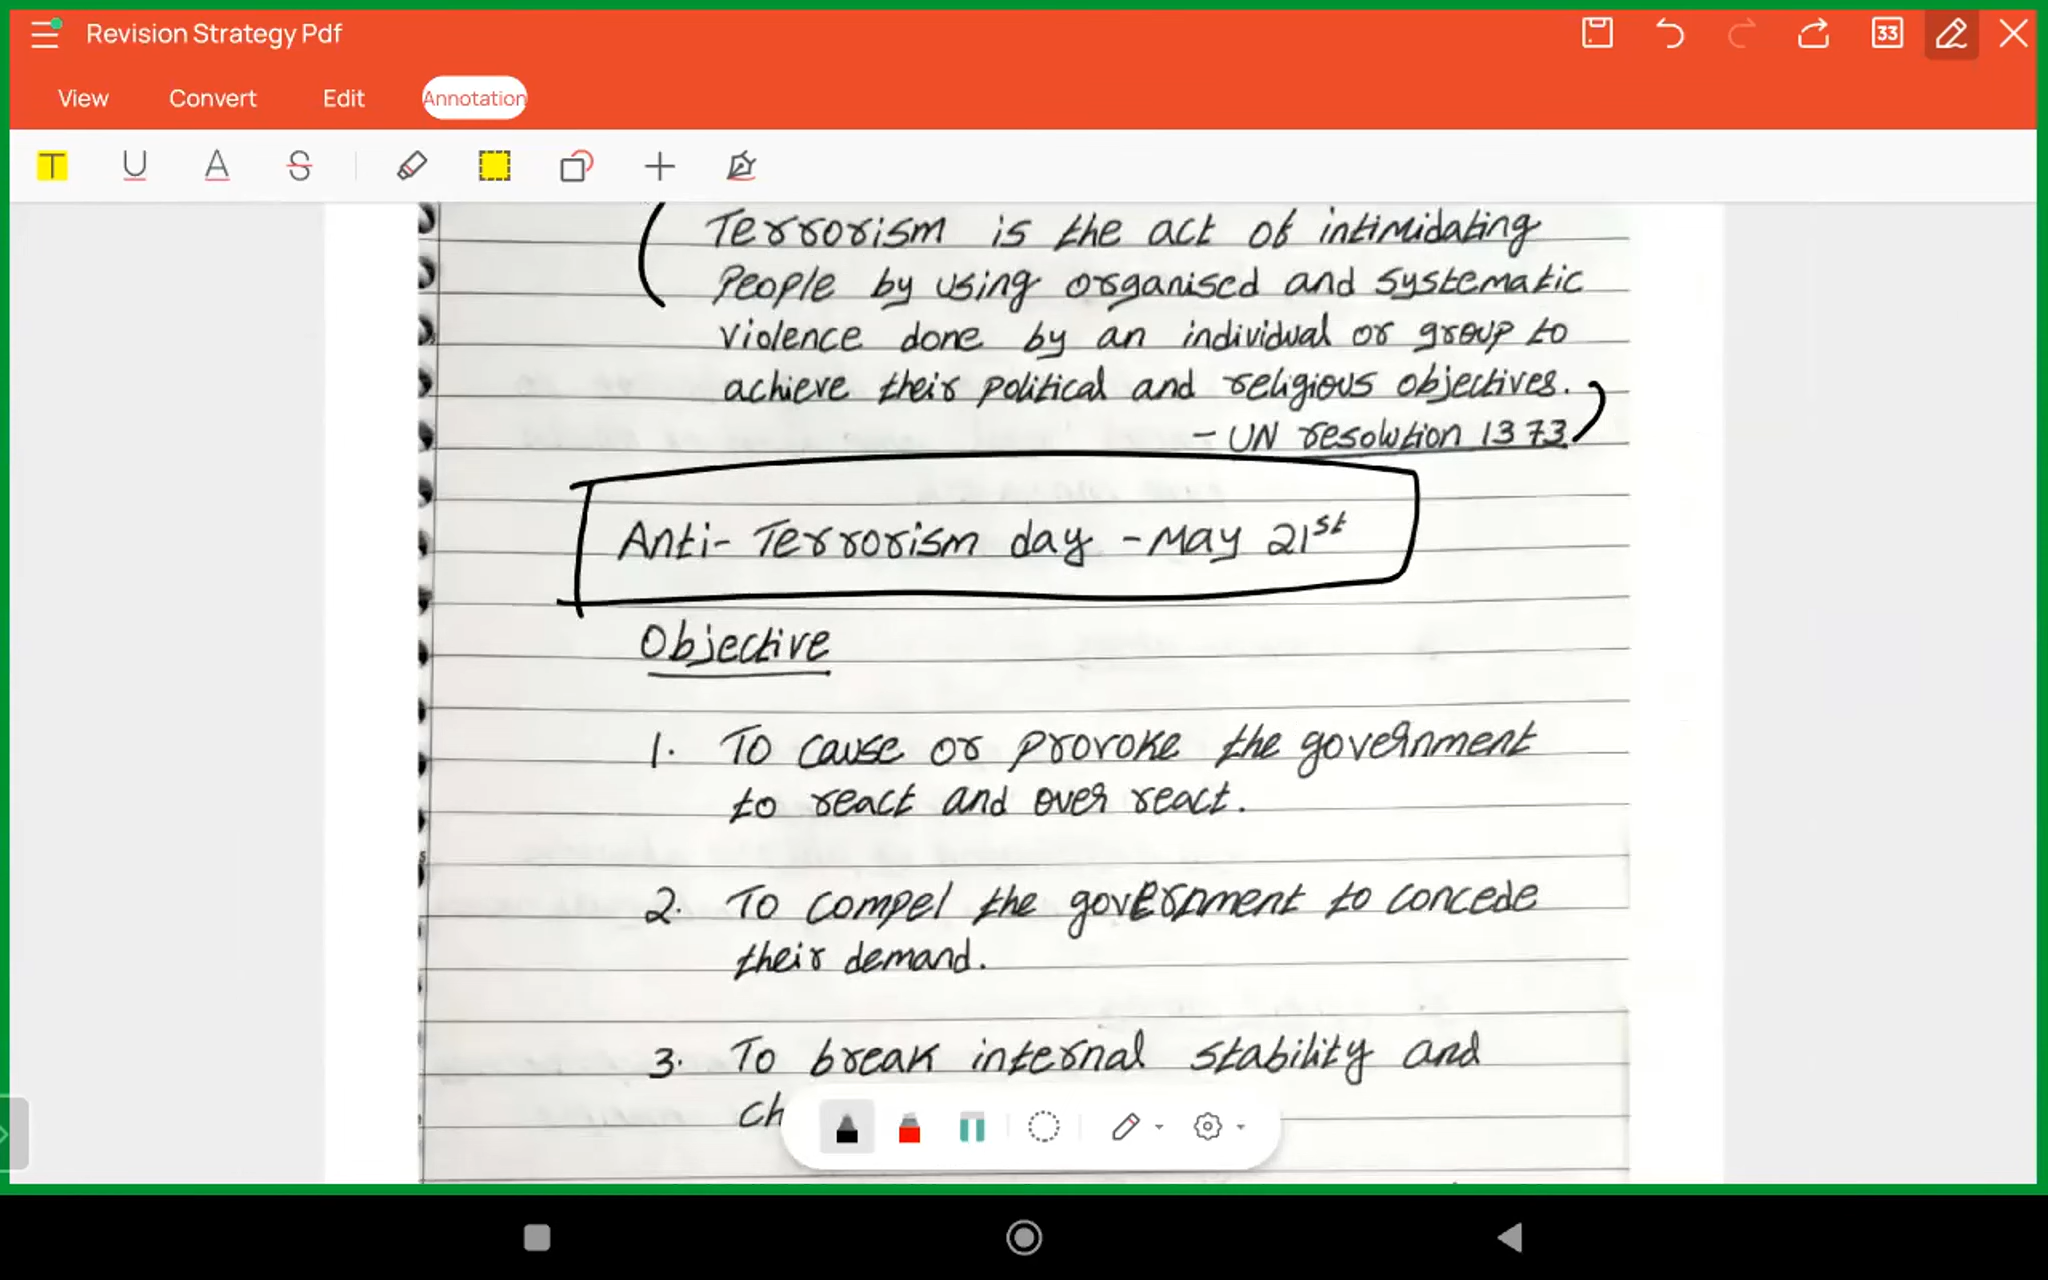 Revision Strategy Pdf
33
View Convert Edit Annotation
T U A S
Terrorism is the act of intimidating
People by using organised and systematic
violence done by an individual or group to
achieve their political and religious objectives.
- UN resolution 1373
Anti-Terrorism day - May 21st
Objective
1. To cause or provoke the government
to react and over react.
2. To compel the government to concede
their demand.
3. To break internal stability and
ch